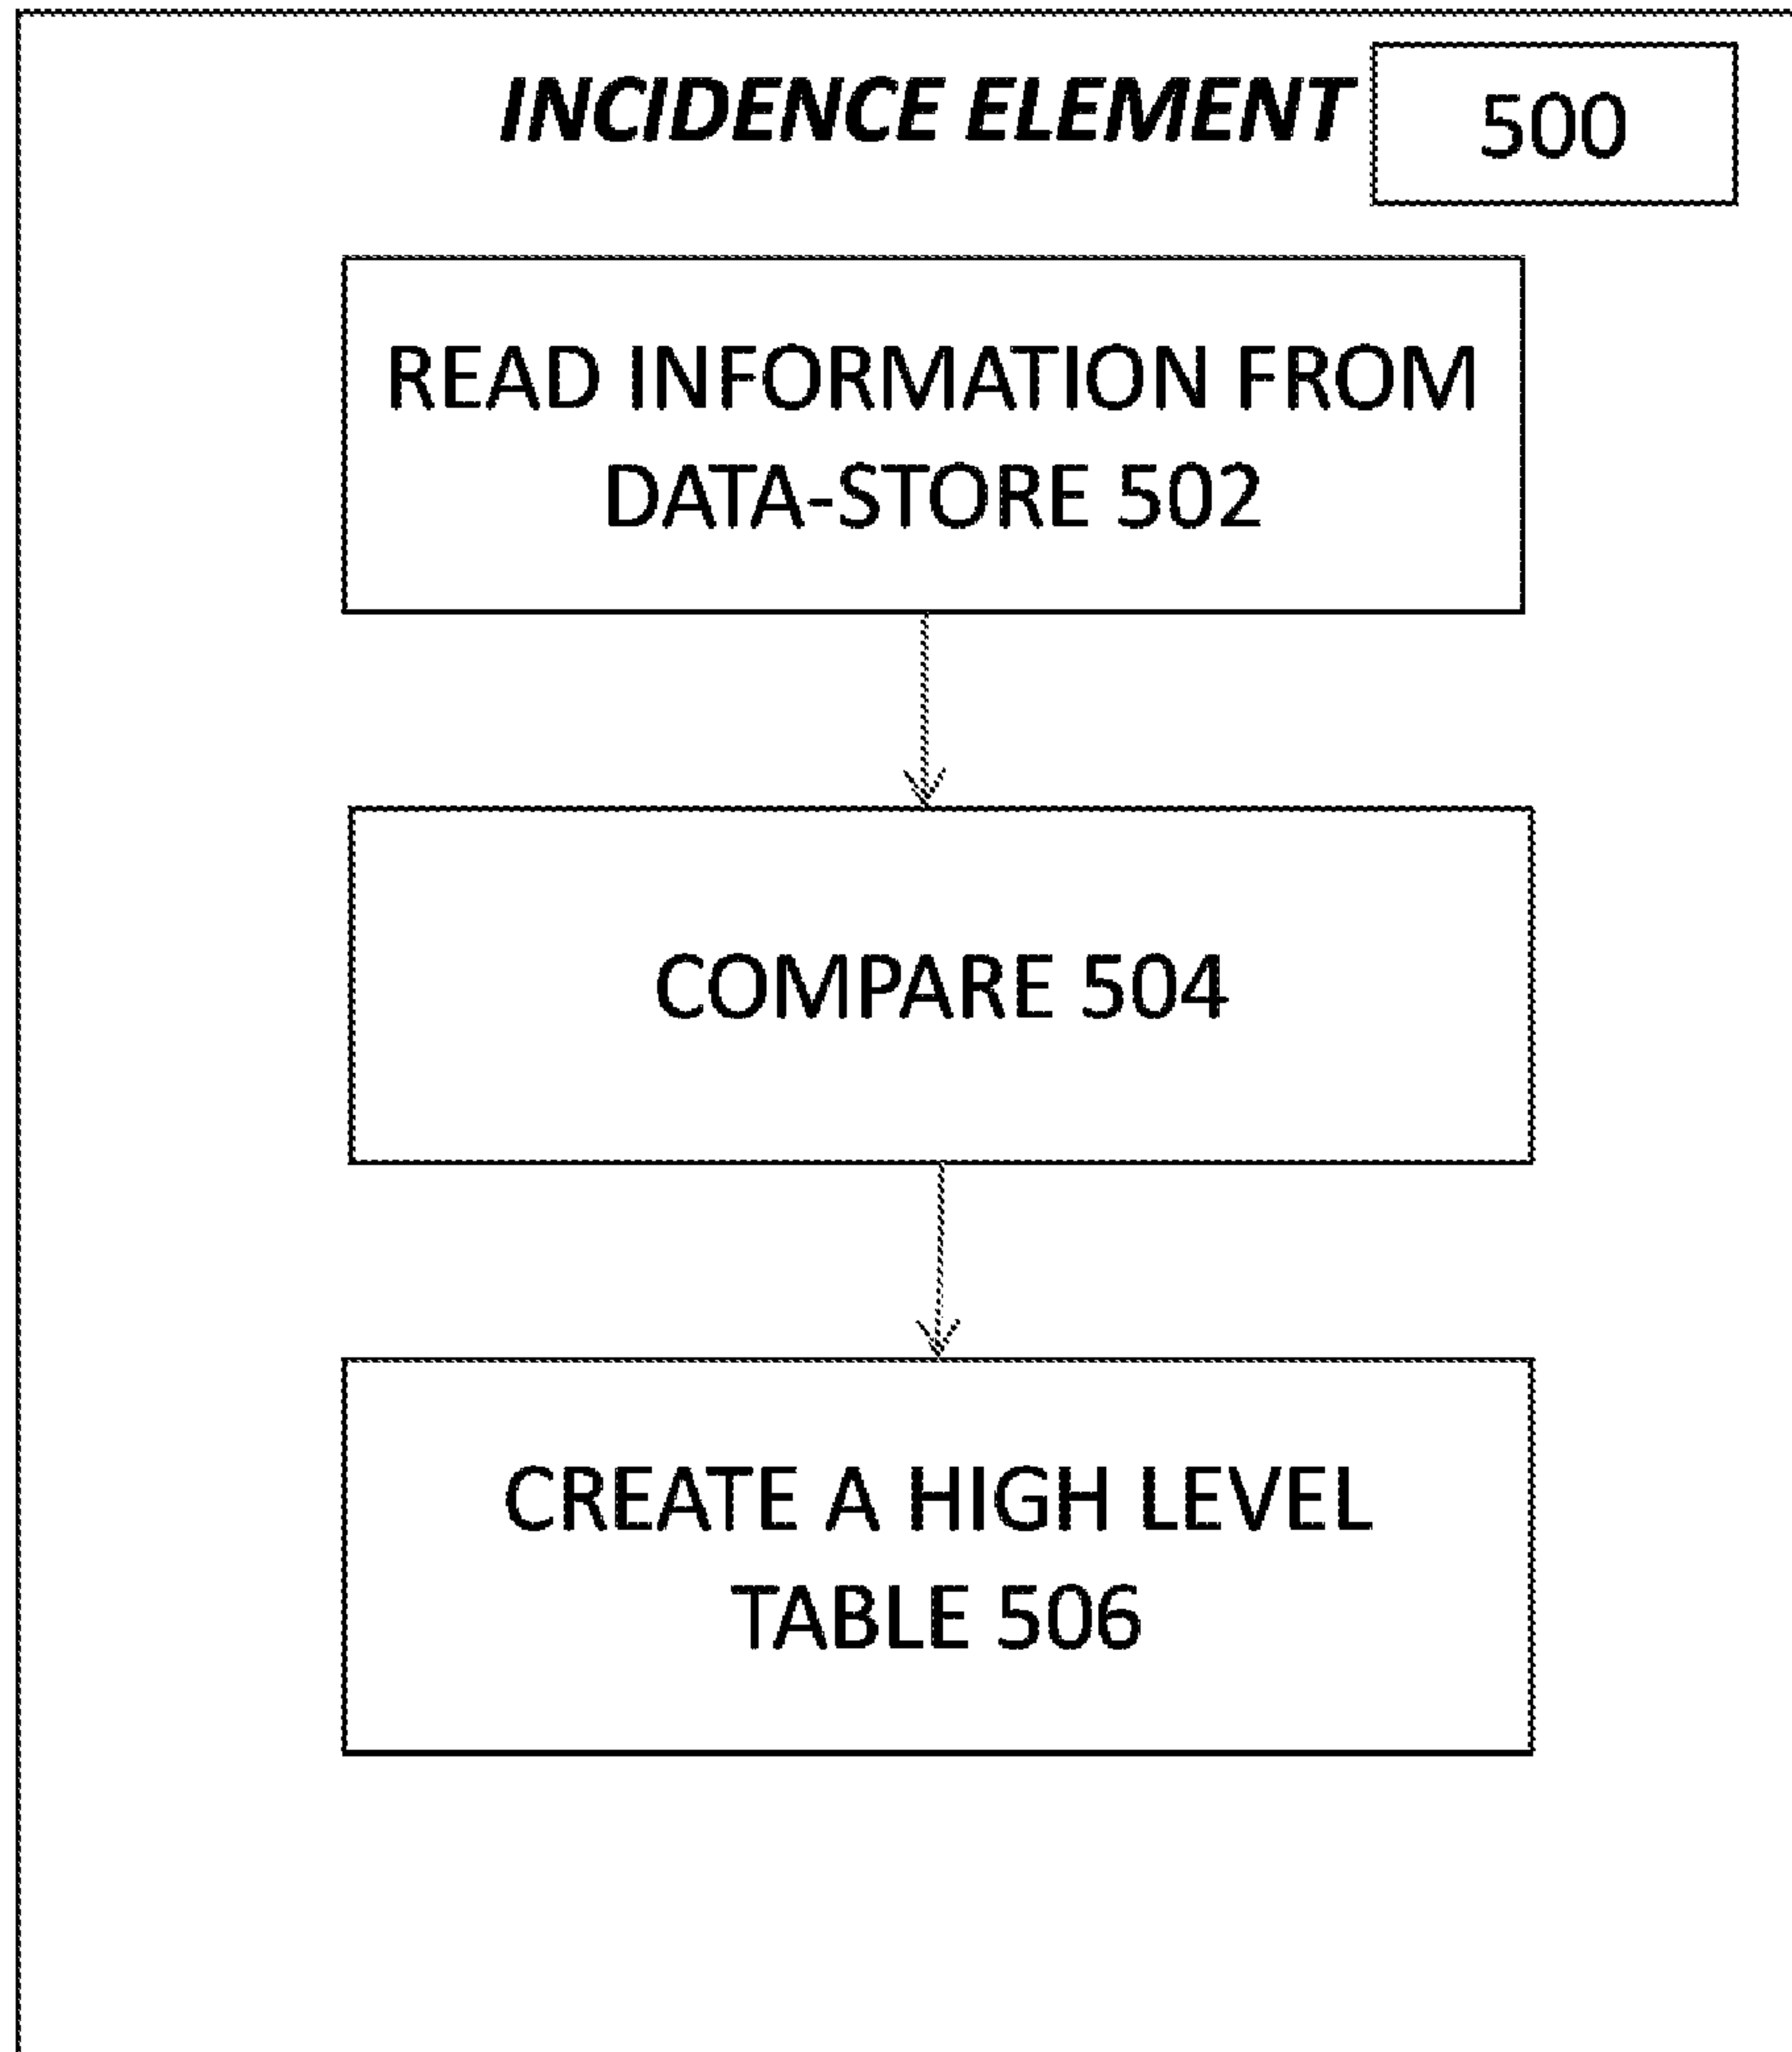 INCIDENCE ELEMENT 500
READ INFORMATION FROM
DATA-STORE 502
COMPARE 504
CREATE A HIGH LEVEL
TABLE 506